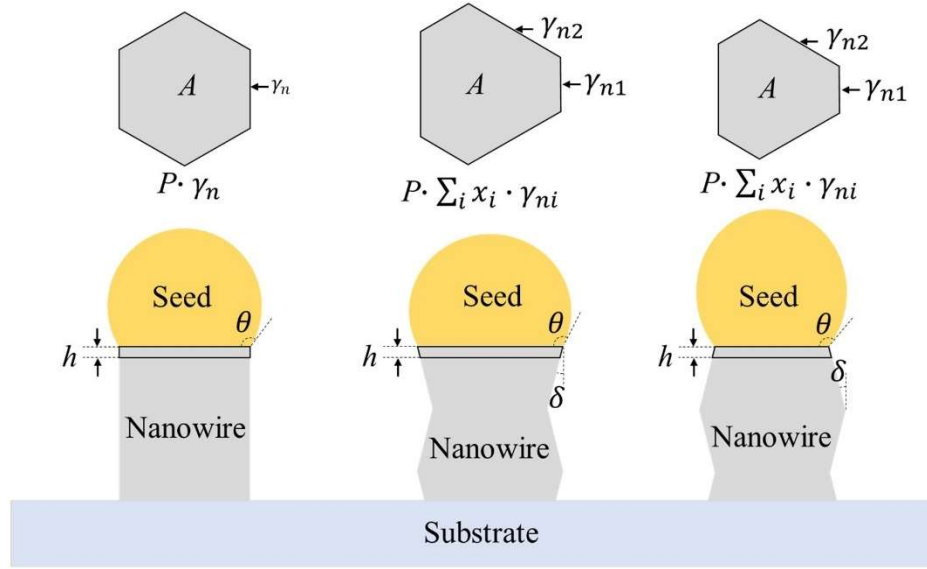 A
γₙ
P · γₙ
A
γₙ₂
γₙ₁
P · ∑ᵢ xᵢ · γₙᵢ
A
γₙ₂
γₙ₁
P · ∑ᵢ xᵢ · γₙᵢ
Seed
θ
h
Nanowire
Seed
θ
h
δ
Nanowire
Seed
θ
h
δ
Nanowire
Substrate